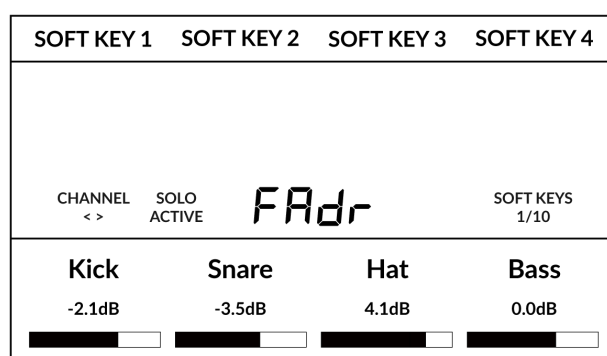 SOFT KEY 1 SOFT KEY 2 SOFT KEY 3 SOFT KEY 4
CHANNEL SOLO FAdr SOFT KEYS
< > ACTIVE 1/10
Kick Snare Hat Bass
-2.1dB -3.5dB 4.1dB 0.0dB